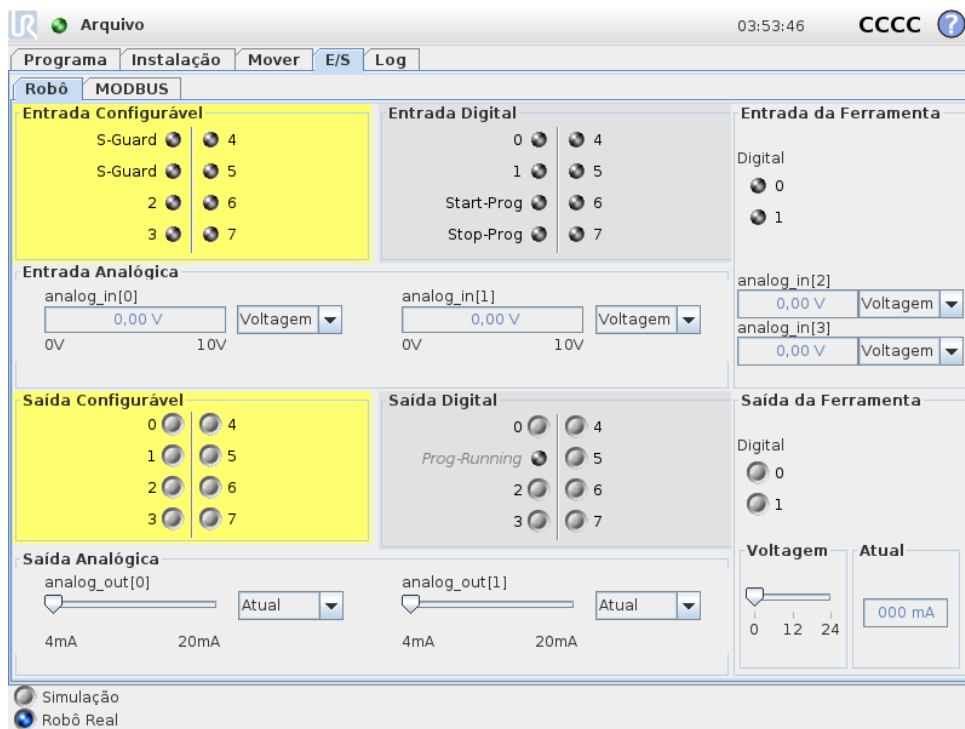 UR Arquivo 03:53:46 CCCC ?
Programa Instalação Mover E/S Log
Robô MODBUS
Entrada Configurável
S-Guard 4
S-Guard 5
2 6
3 7
Entrada Digital
0 4
1 5
Start-Prog 6
Stop-Prog 7
Entrada da Ferramenta
Digital
0
1
analog_in[2]
0,00 V Voltagem
analog_in[3]
0,00 V Voltagem
Entrada Analógica
analog_in[0]
0,00 V Voltagem
0V 10V
analog_in[1]
0,00 V Voltagem
0V 10V
Saída Configurável
0 4
1 5
2 6
3 7
Saída Digital
0 4
Prog-Running 5
2 6
3 7
Saída da Ferramenta
Digital
0
1
Voltagem
0 12 24
Atual
000 mA
Saída Analógica
analog_out[0]
Atual
4mA 20mA
analog_out[1]
Atual
4mA 20mA
Simulação
Robô Real